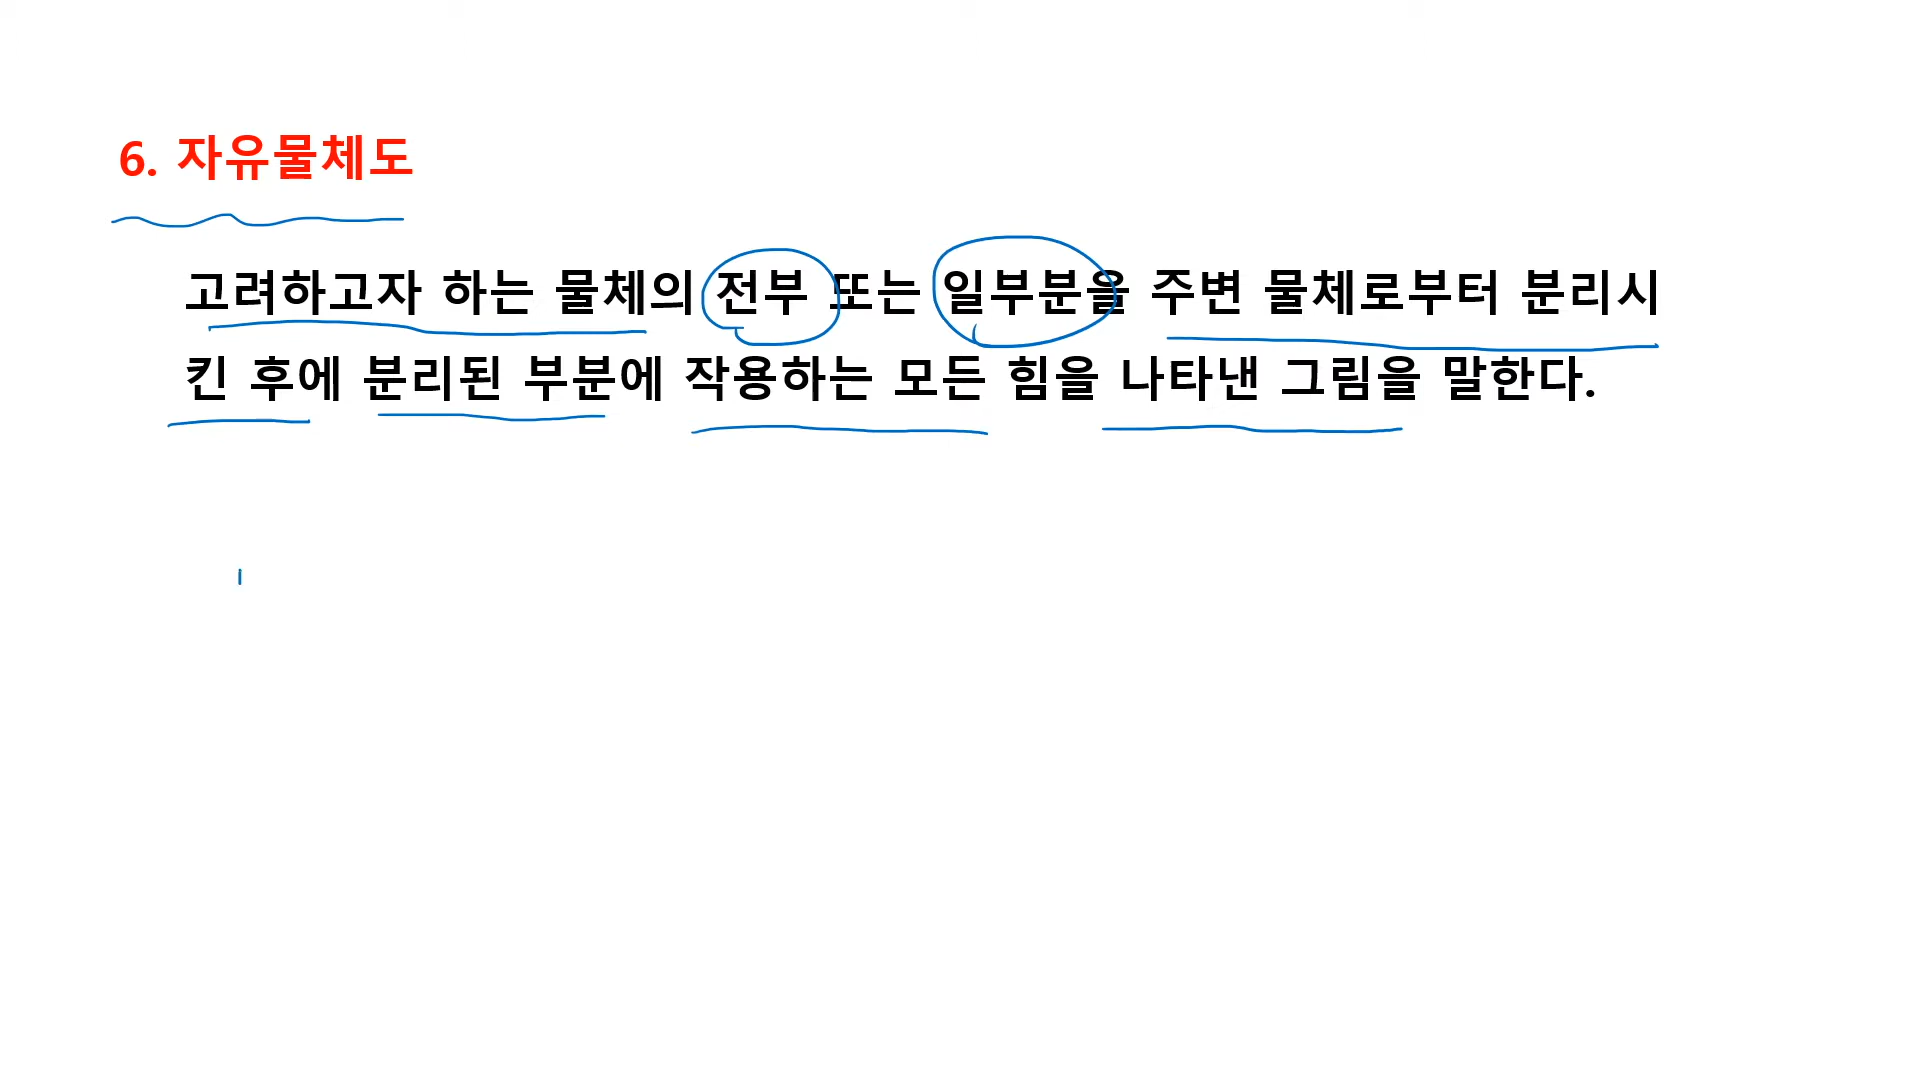 6. 자유물체도
고려하고자 하는 물체의 전부 또는 일부분을 주변 물체로부터 분리시
킨 후에 분리된 부분에 작용하는 모든 힘을 나타낸 그림을 말한다.